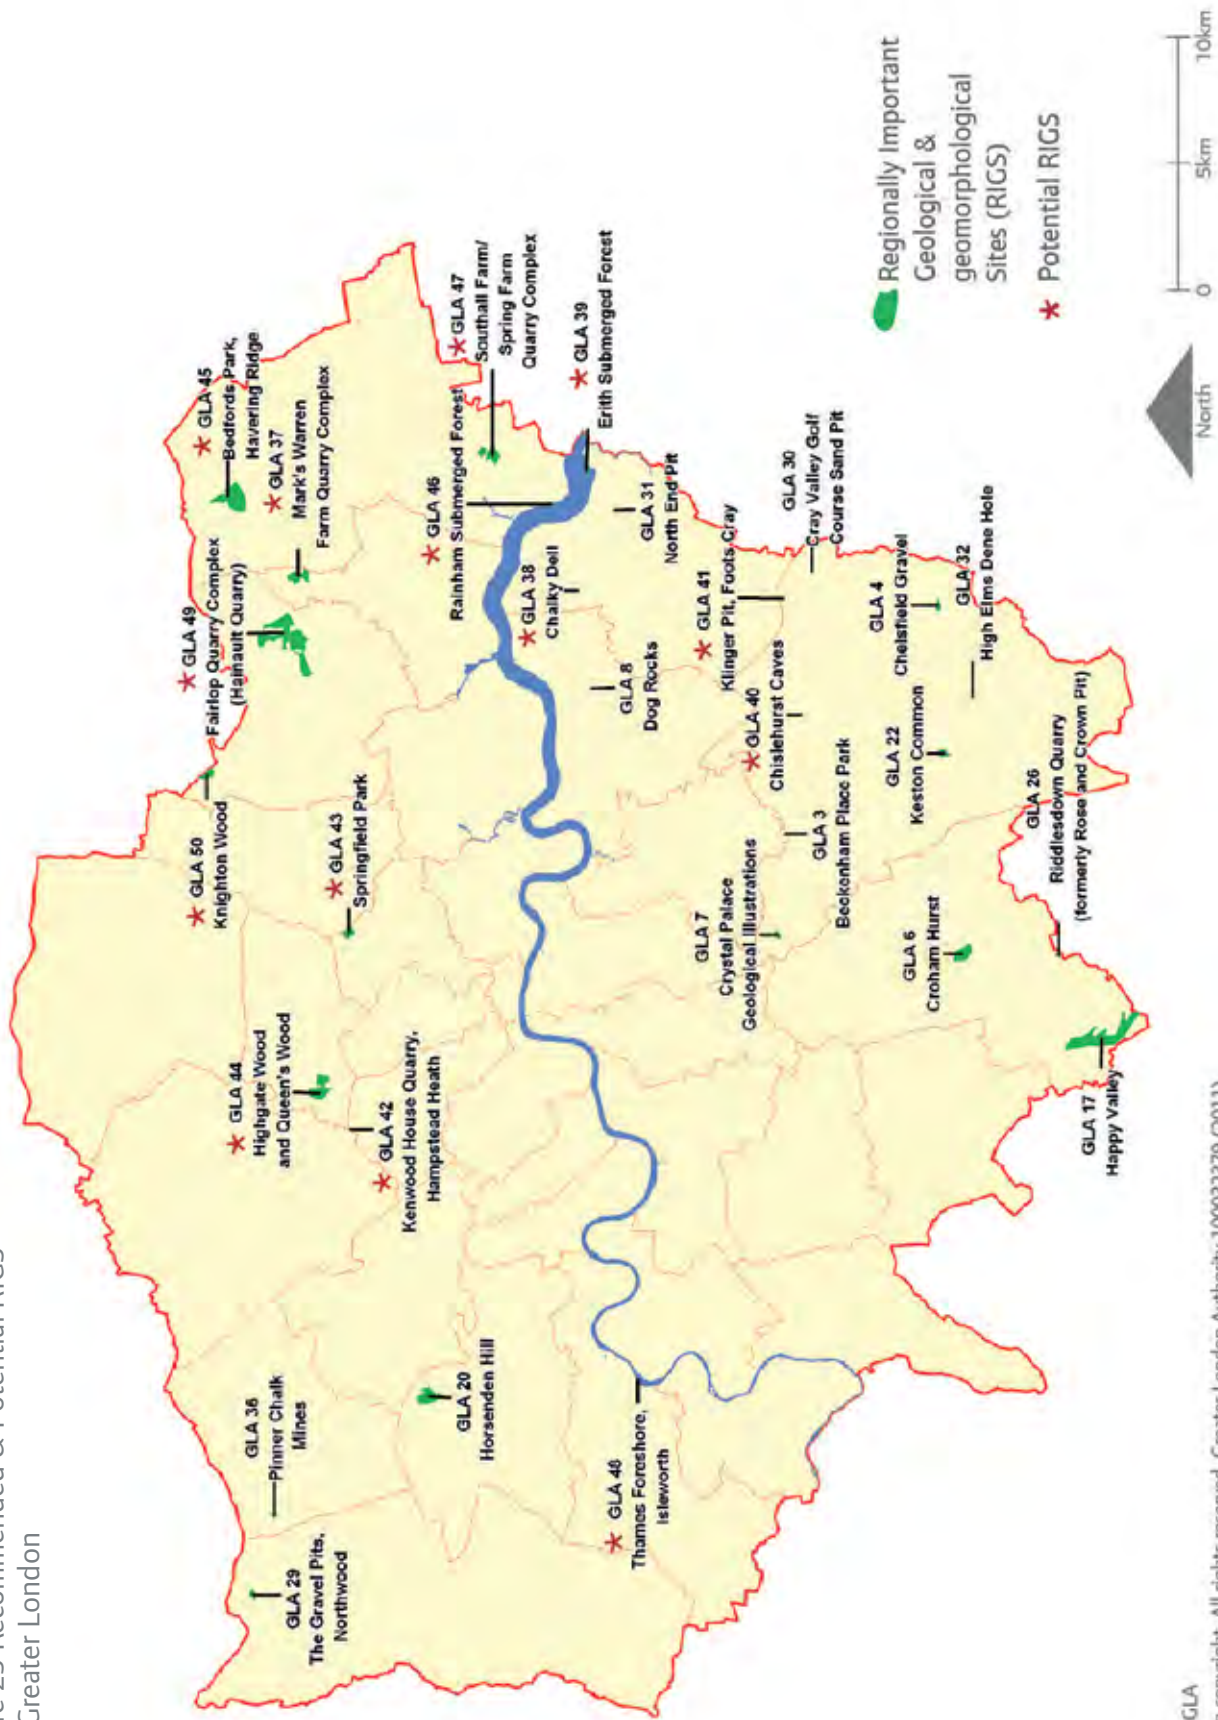 Greater London
GLA 29
The Gravel Pits,
Northwood
GLA 36
Pinner Chalk
Mines
GLA 20
Horsenden Hill
GLA 48
Thames Foreshore,
Isleworth
GLA 44
Highgate Wood
and Queen's Wood
GLA 42
Kenwood House Quarry,
Hampstead Heath
GLA 50
Knighton Wood
GLA 43
Springfield Park
GLA 49
Fairlop Quarry Complex
(Hainault Quarry)
GLA 45
Bedfords Park,
Havering Ridge
GLA 37
Mark's Warren
Farm Quarry Complex
GLA 46
Rainham Submerged Forest
GLA 47
Southall Farm/
Spring Farm
Quarry Complex
GLA 39
Erith Submerged Forest
GLA 38
Chalky Dell
GLA 8
Dog Rocks
GLA 31
North End Pit
GLA 41
Klinger Pit, Foots Cray
GLA 40
Chislehurst Caves
GLA 30
Cray Valley Golf
Course Sand Pit
GLA 3
Beckenham Place Park
GLA 7
Crystal Palace
Geological Illustrations
GLA 4
Chelsfield Gravel
GLA 22
Keston Common
GLA 32
High Elms Dene Hole
GLA 6
Croham Hurst
GLA 26
Riddlesdown Quarry
(formerly Rose and Crown Pit)
GLA 17
Happy Valley
Regionally Important
Geological &
geomorphological
Sites (RIGS)
Potential RIGS
North
0 5km 10km
GLA